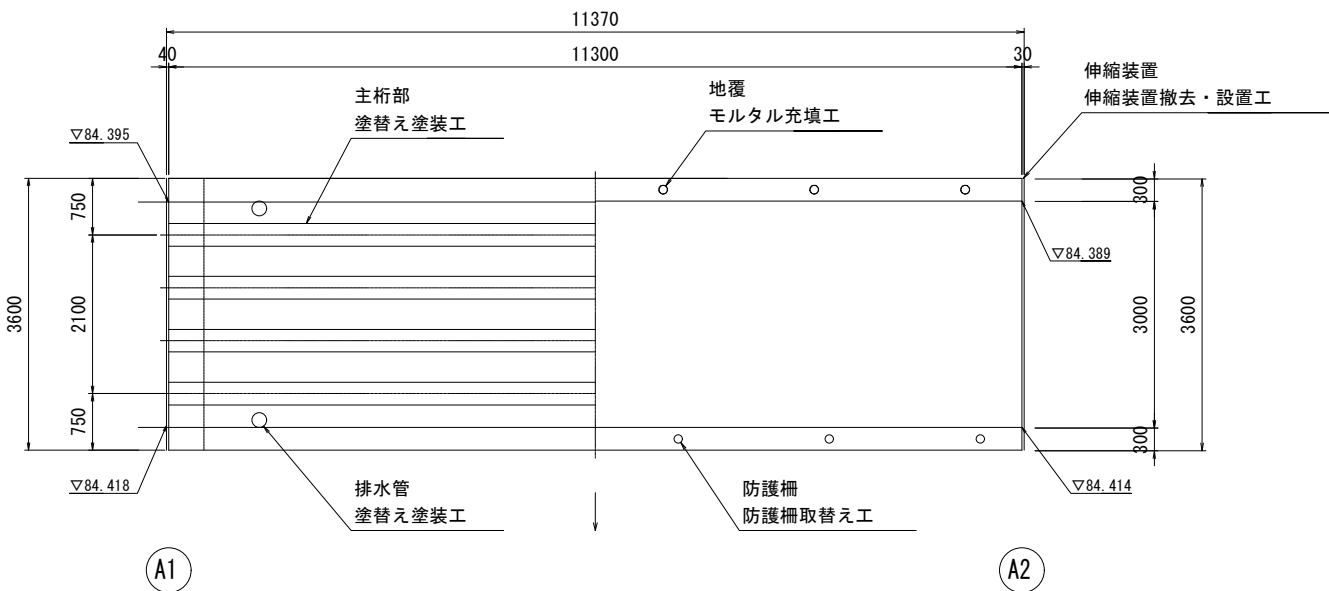 11370
40
11300
30
伸縮装置
伸縮装置撤去・設置工
地覆
モルタル充填工
主桁部
塗替え塗装工
▽84.395
750
2100
750
3600
300
3000
300
3600
▽84.389
▽84.418
排水管
塗替え塗装工
防護柵
防護柵取替え工
▽84.414
A1
A2